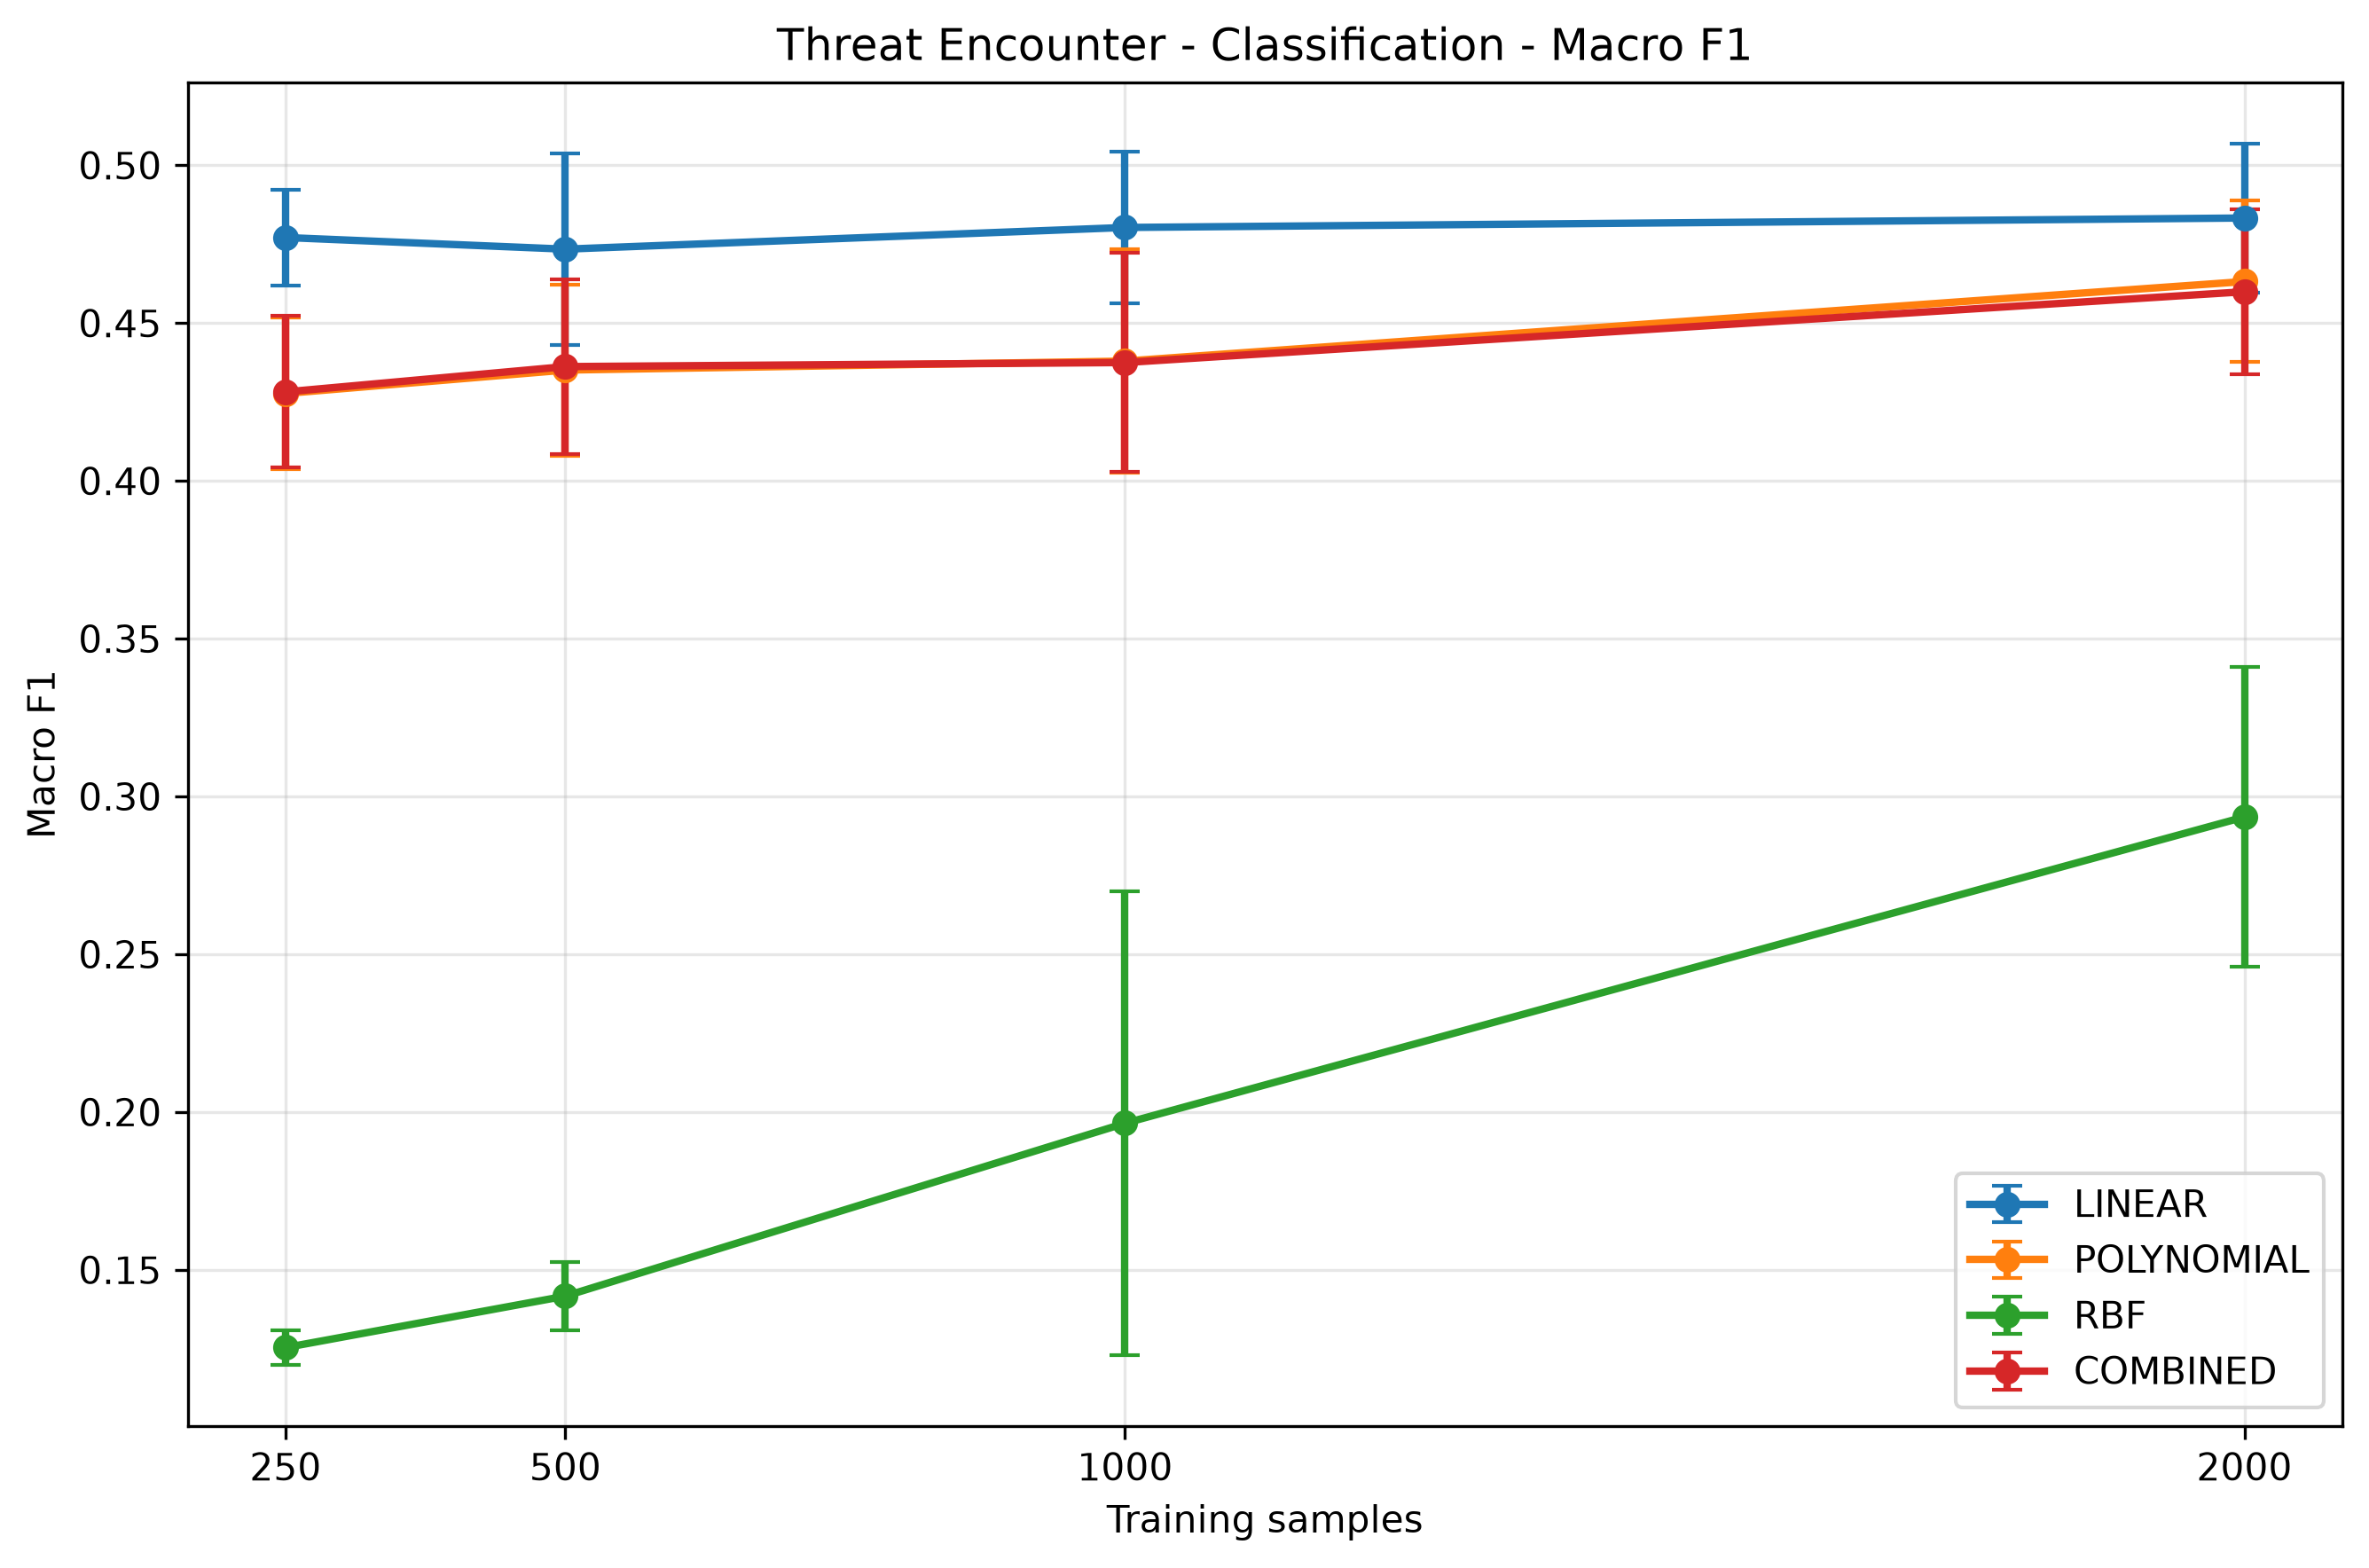 Threat Encounter - Classification - Macro F1
Macro F1
0.50
0.45
0.40
0.35
0.30
0.25
0.20
0.15
250
500
1000
2000
Training samples
LINEAR
POLYNOMIAL
RBF
COMBINED